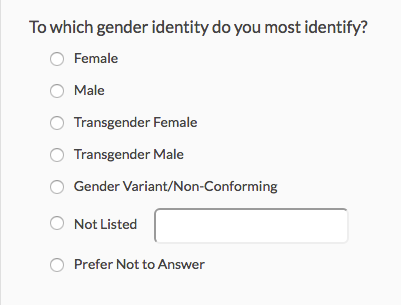 To which gender identity do you most identify?
Female
Male
Transgender Female
Transgender Male
Gender Variant/Non-Conforming
Not Listed
Prefer Not to Answer